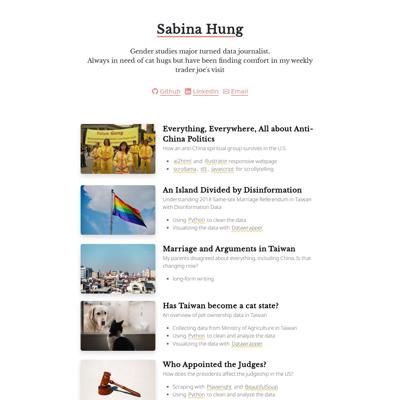 Sabina Hung
Gender studies major turned data journalist.
Always in need of cat hugs but have been finding comfort in my weekly
trader joe's visit
Github LinkedIn Email
Everything, Everywhere, All about Anti-
China Politics
How an anti-China spiritual group survives in the U.S.
ai2html and illustrator responsive webpage
scrollama, d3, javascript for scrollytelling
An Island Divided by Disinformation
Understanding 2018 Same-sex Marriage Referendum in Taiwan
with Disinformation Data
Using Python to clean the data
Visualizing the data with Datawrapper
Marriage and Arguments in Taiwan
My parents disagreed about everything, including China. Is that
changing now?
long-form writing
Has Taiwan become a cat state?
An overview of pet ownership data in Taiwan
Collecting data from Ministry of Agriculture in Taiwan
Using Python to clean and analyze the data
Visualizing the data with Datawrapper
Who Appointed the Judges?
How does the presidents affect the judgeship in the US?
Scraping with Playwright and BeautifulSoup
Using Python to clean and analyze the data